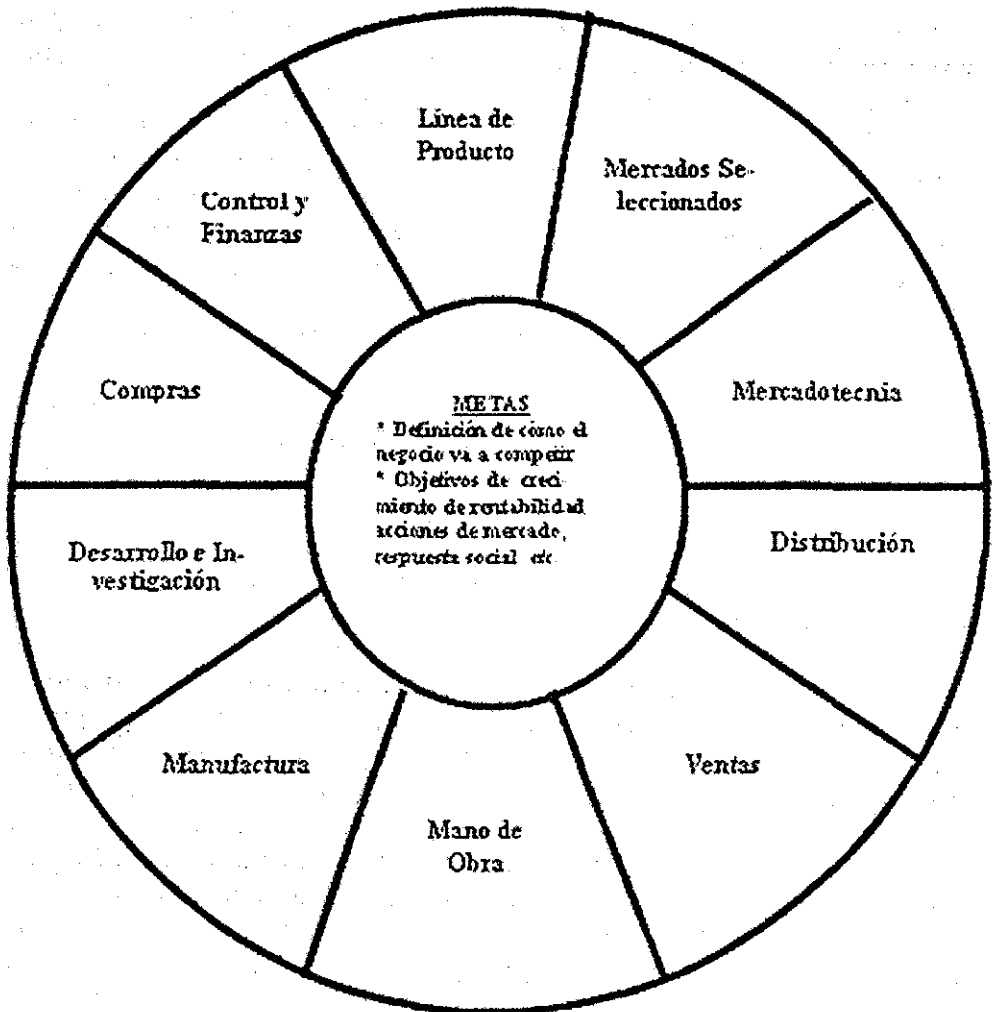 Línea de
Producto
Mercados Se-
leccionados
Mercadotecnia
Distribución
Ventas
Mano de
Obra
Manufactura
Desarrollo e In-
vestigación
Compras
Control y
Finanzas
METAS
* Definición de cómo el
negocio va a competir
* Objetivos de creci-
miento de rentabilidad
acciones de mercado,
respuesta social etc